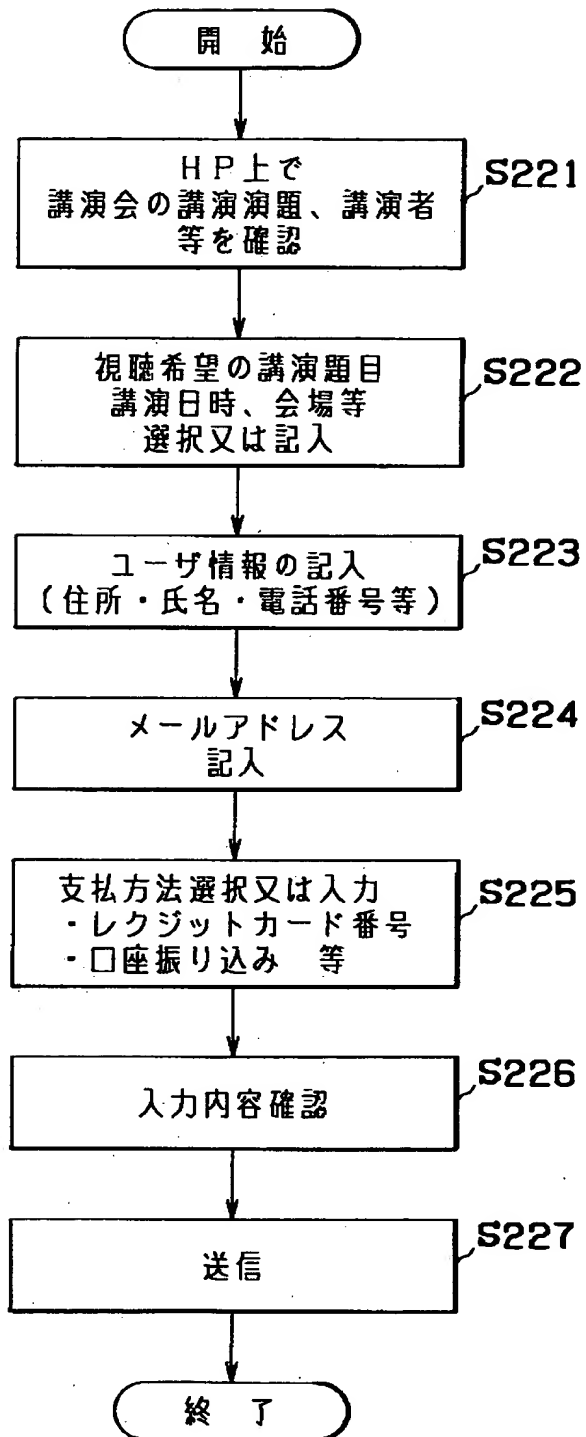 開 始
HP上で
講演会の講演演題、講演者
等を確認
S221
視聴希望の講演題目
講演日時、会場等
選択又は記入
S222
ユーザ情報の記入
(住所・氏名・電話番号等)
S223
メールアドレス
記入
S224
支払方法選択又は入力
・レクジットカード番号
・口座振り込み 等
S225
入力内容確認
S226
送信
S227
終 了